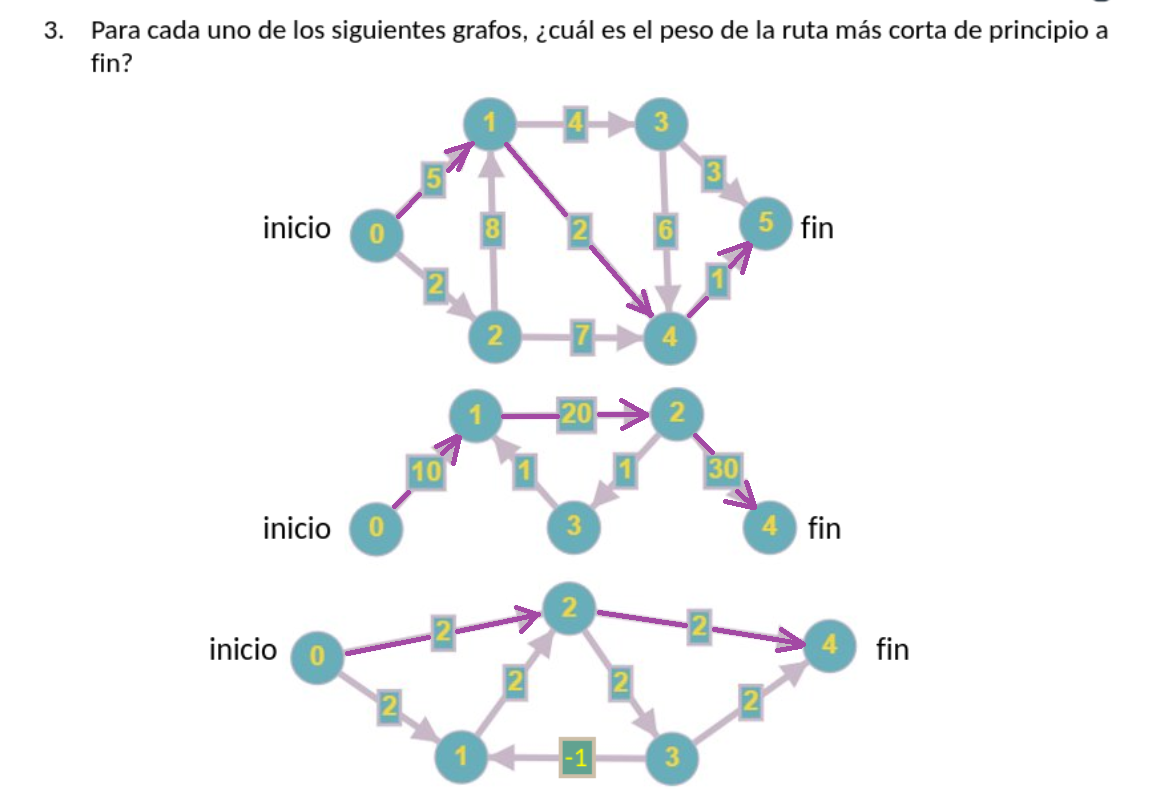 3. Para cada uno de los siguientes grafos, ¿cuál es el peso de la ruta más corta de principio a
fin?
1 4 3
5 3
inicio 0 8 2 6 5 fin
2 1
2 7 4
1 20 2
10 1 1 30
inicio 0 3 4 fin
2
2 2
inicio 0 4 fin
2 2 2 2
1 -1 3